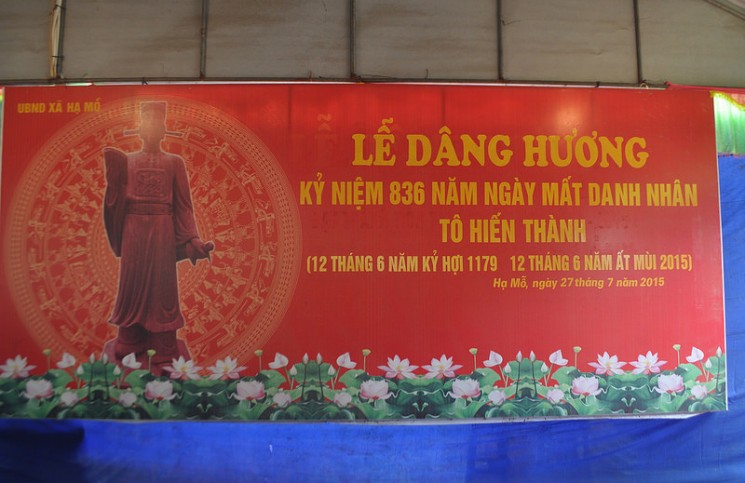 UBND XÃ HẠ MỖ
LỄ DÂNG HƯƠNG
KỶ NIỆM 836 NĂM NGÀY MẤT DANH NHÂN
TÔ HIẾN THÀNH
(12 THÁNG 6 NĂM KỶ HỢI 1179 12 THÁNG 6 NĂM ẤT MÙI 2015)
Hạ Mỗ, ngày 27 tháng 7 năm 2015